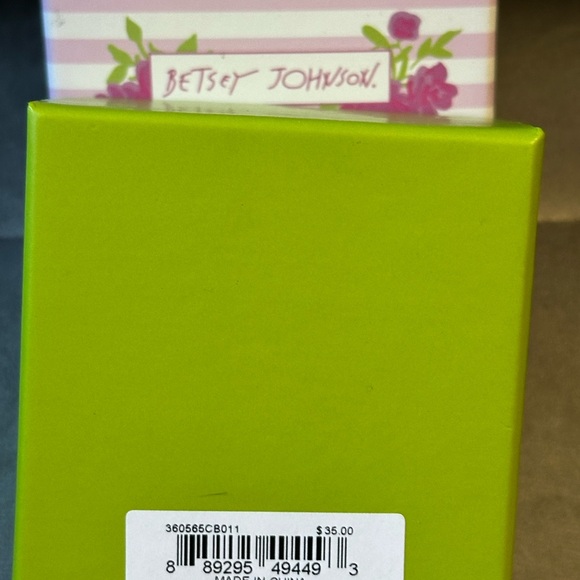 BETSEY JOHNSON.
360565CB011 $35.00
8 89295 49449 3
MADE IN CHINA